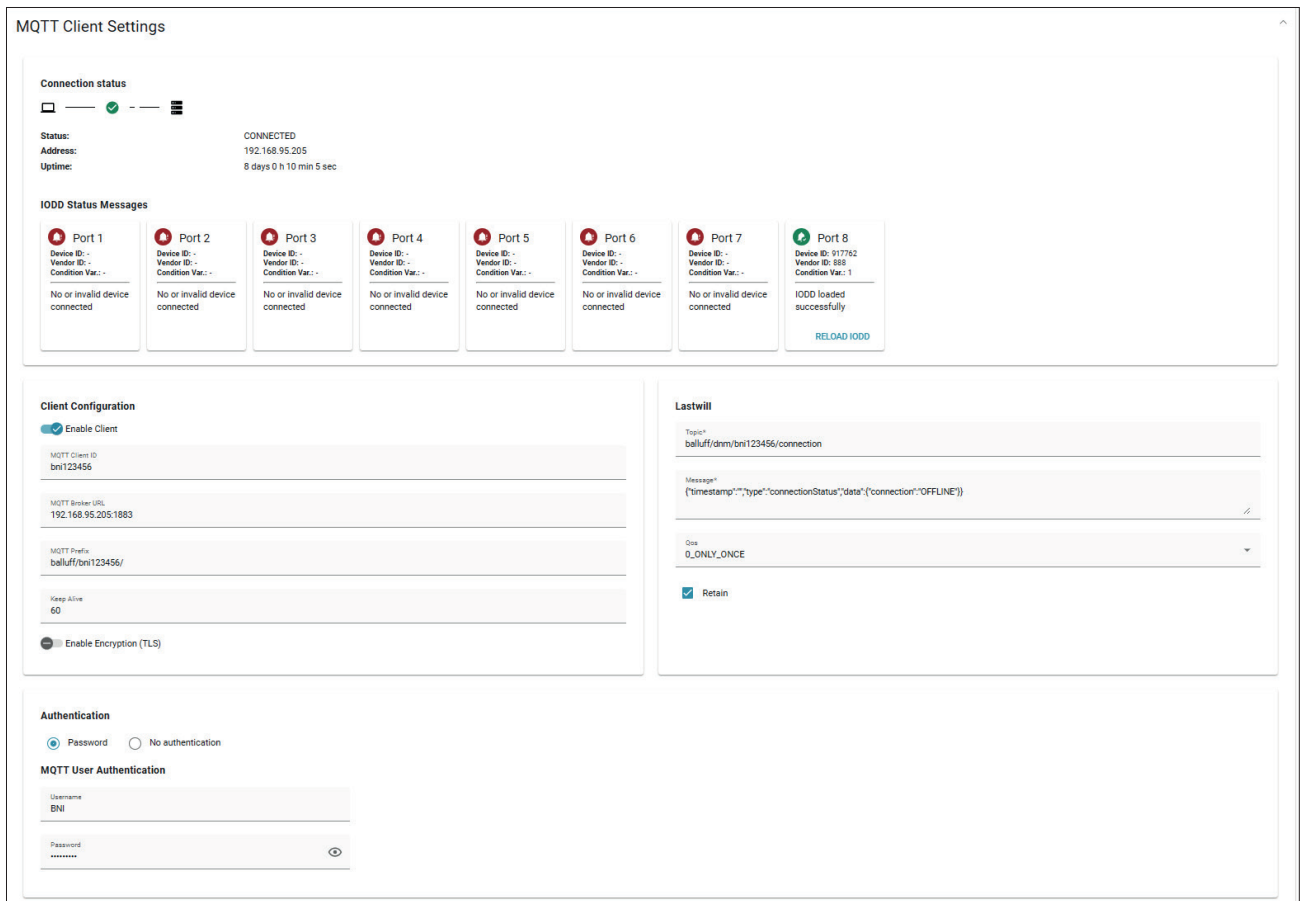 MQTT Client Settings
Connection status
Status: CONNECTED
Address: 192.168.95.205
Uptime: 8 days 0 h 10 min 5 sec
IODD Status Messages
Port 1
Device ID: -
Vendor ID: -
Condition Var.: -
No or invalid device
connected
Port 2
Device ID: -
Vendor ID: -
Condition Var.: -
No or invalid device
connected
Port 3
Device ID: -
Vendor ID: -
Condition Var.: -
No or invalid device
connected
Port 4
Device ID: -
Vendor ID: -
Condition Var.: -
No or invalid device
connected
Port 5
Device ID: -
Vendor ID: -
Condition Var.: -
No or invalid device
connected
Port 6
Device ID: -
Vendor ID: -
Condition Var.: -
No or invalid device
connected
Port 7
Device ID: -
Vendor ID: -
Condition Var.: -
No or invalid device
connected
Port 8
Device ID: 917762
Vendor ID: 888
Condition Var.: 1
IODD loaded
successfully
RELOAD IODD
Client Configuration
Enable Client
MQTT Client ID
bni123456
MQTT Broker URL
192.168.95.205:1883
MQTT Prefix
balluff/bni123456/
Keep Alive
60
Enable Encryption (TLS)
Lastwill
Topic*
balluff/dnm/bni123456/connection
Message*
{"timestamp":"","type":"connectionStatus","data":{"connection":"OFFLINE"}}
Qos
0_ONLY_ONCE
Retain
Authentication
Password No authentication
MQTT User Authentication
Username
BNI
Password
•••••••••